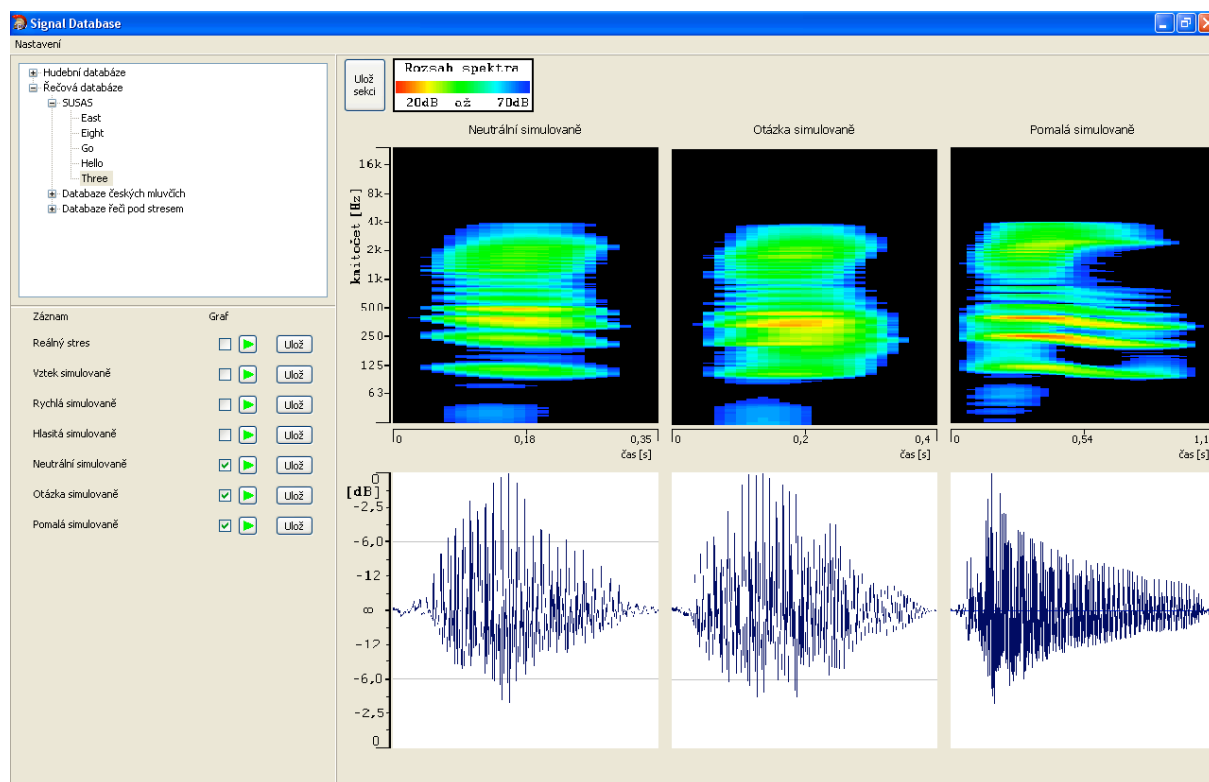 Signal Database
Nastavení
Hudební databáze
Řečová databáze
SUSAS
East
Eight
Go
Hello
Three
Databaze českých mluvčích
Databaze řeči pod stresem
Záznam Graf
Reálný stres Ulož
Vztek simulovaně Ulož
Rychlá simulovaně Ulož
Hlasitá simulovaně Ulož
Neutrální simulovaně Ulož
Otázka simulovaně Ulož
Pomalá simulovaně Ulož
Ulož
sekci
Rozsah spektra
20dB až 70dB
Neutrální simulovaně Otázka simulovaně Pomalá simulovaně
kmitočet [Hz]
16k
8k
4k
2k
1k
500
250
125
63
0 0,18 0,35
čas [s]
0 0,2 0,4
čas [s]
0 0,54 1,1
čas [s]
[dB]
0
-2,5
-6,0
-12
∞
-12
-6,0
-2,5
0